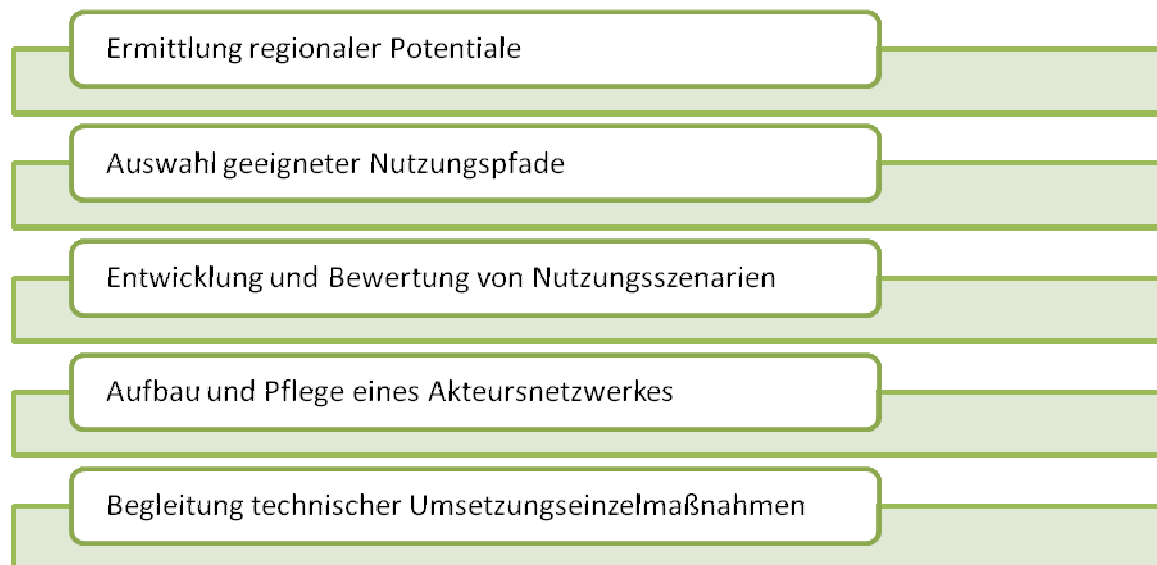 Ermittlung regionaler Potentiale
Auswahl geeigneter Nutzungspfade
Entwicklung und Bewertung von Nutzungsszenarien
Aufbau und Pflege eines Akteursnetzwerkes
Begleitung technischer Umsetzungseinzelmaßnahmen